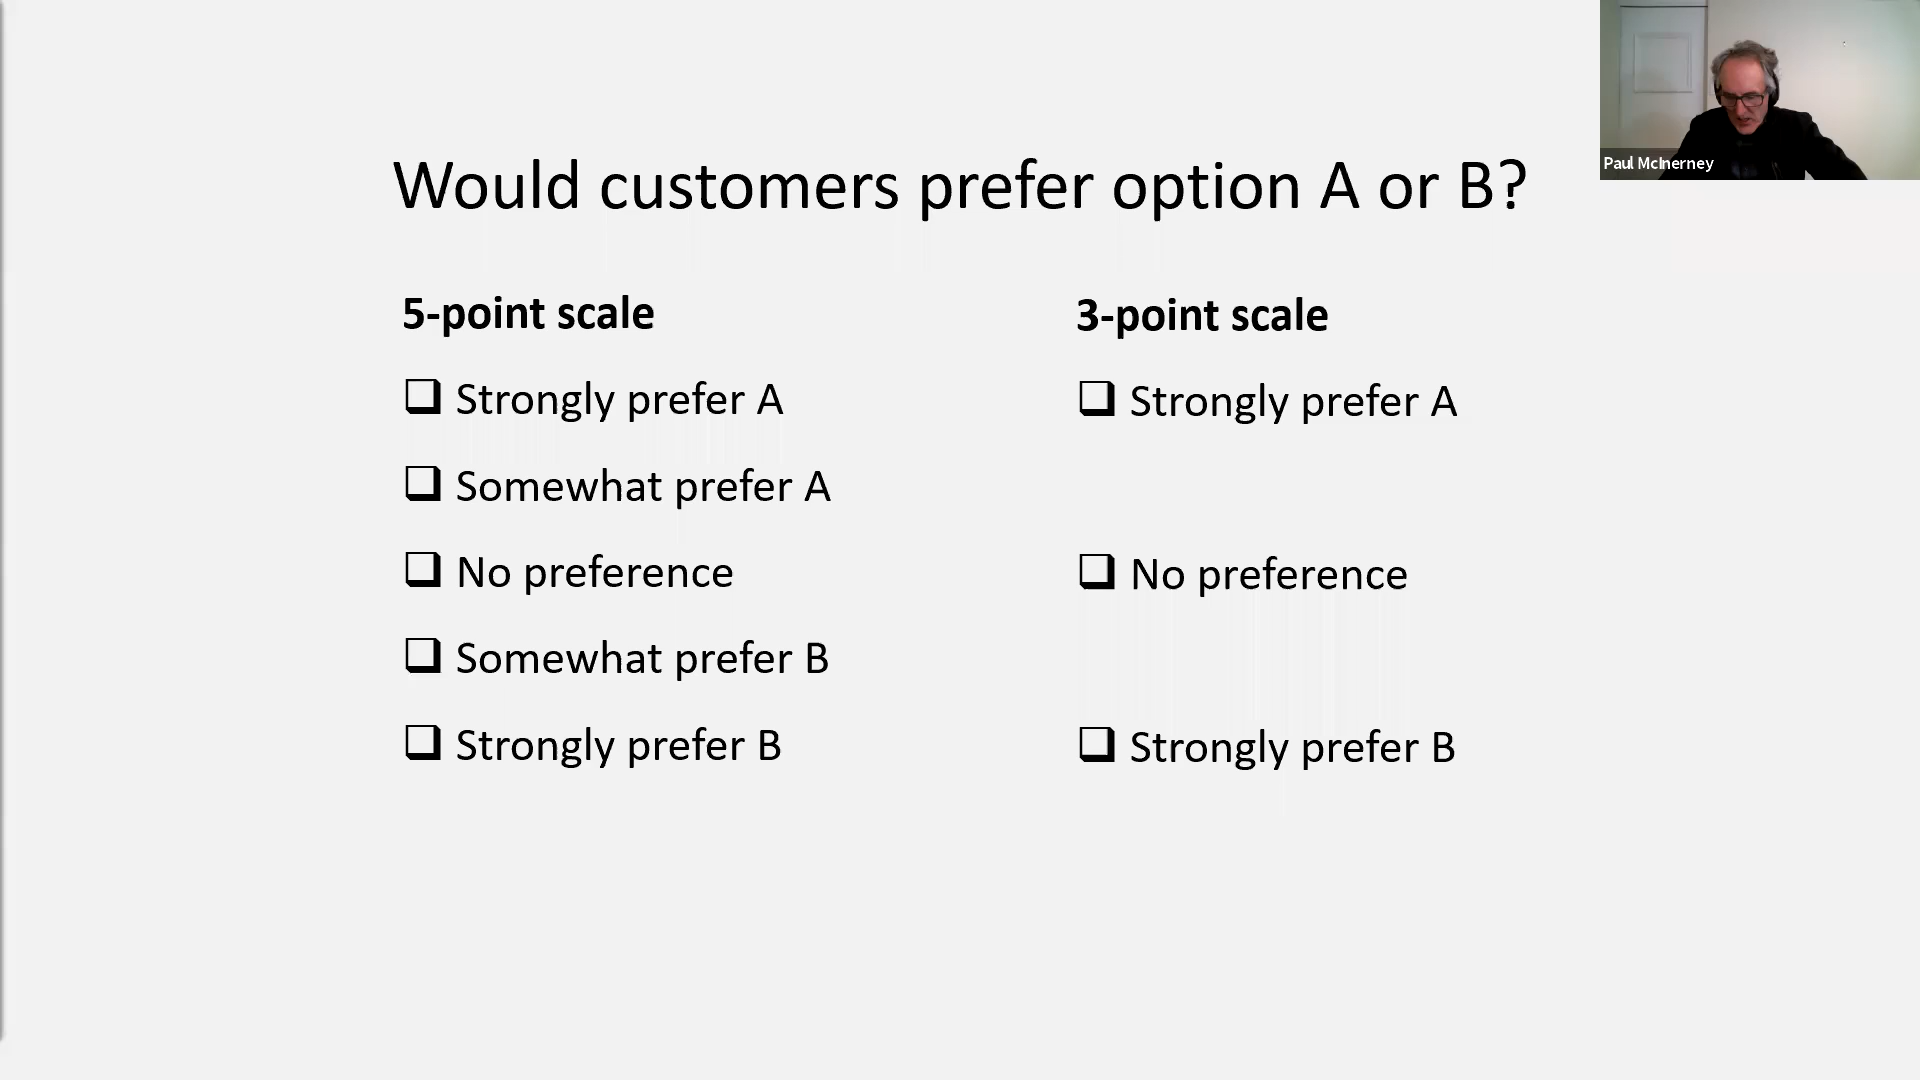 Paul McInerney
Would customers prefer option A or B?
5-point scale
Strongly prefer A
Somewhat prefer A
No preference
Somewhat prefer B
Strongly prefer B
3-point scale
Strongly prefer A
No preference
Strongly prefer B